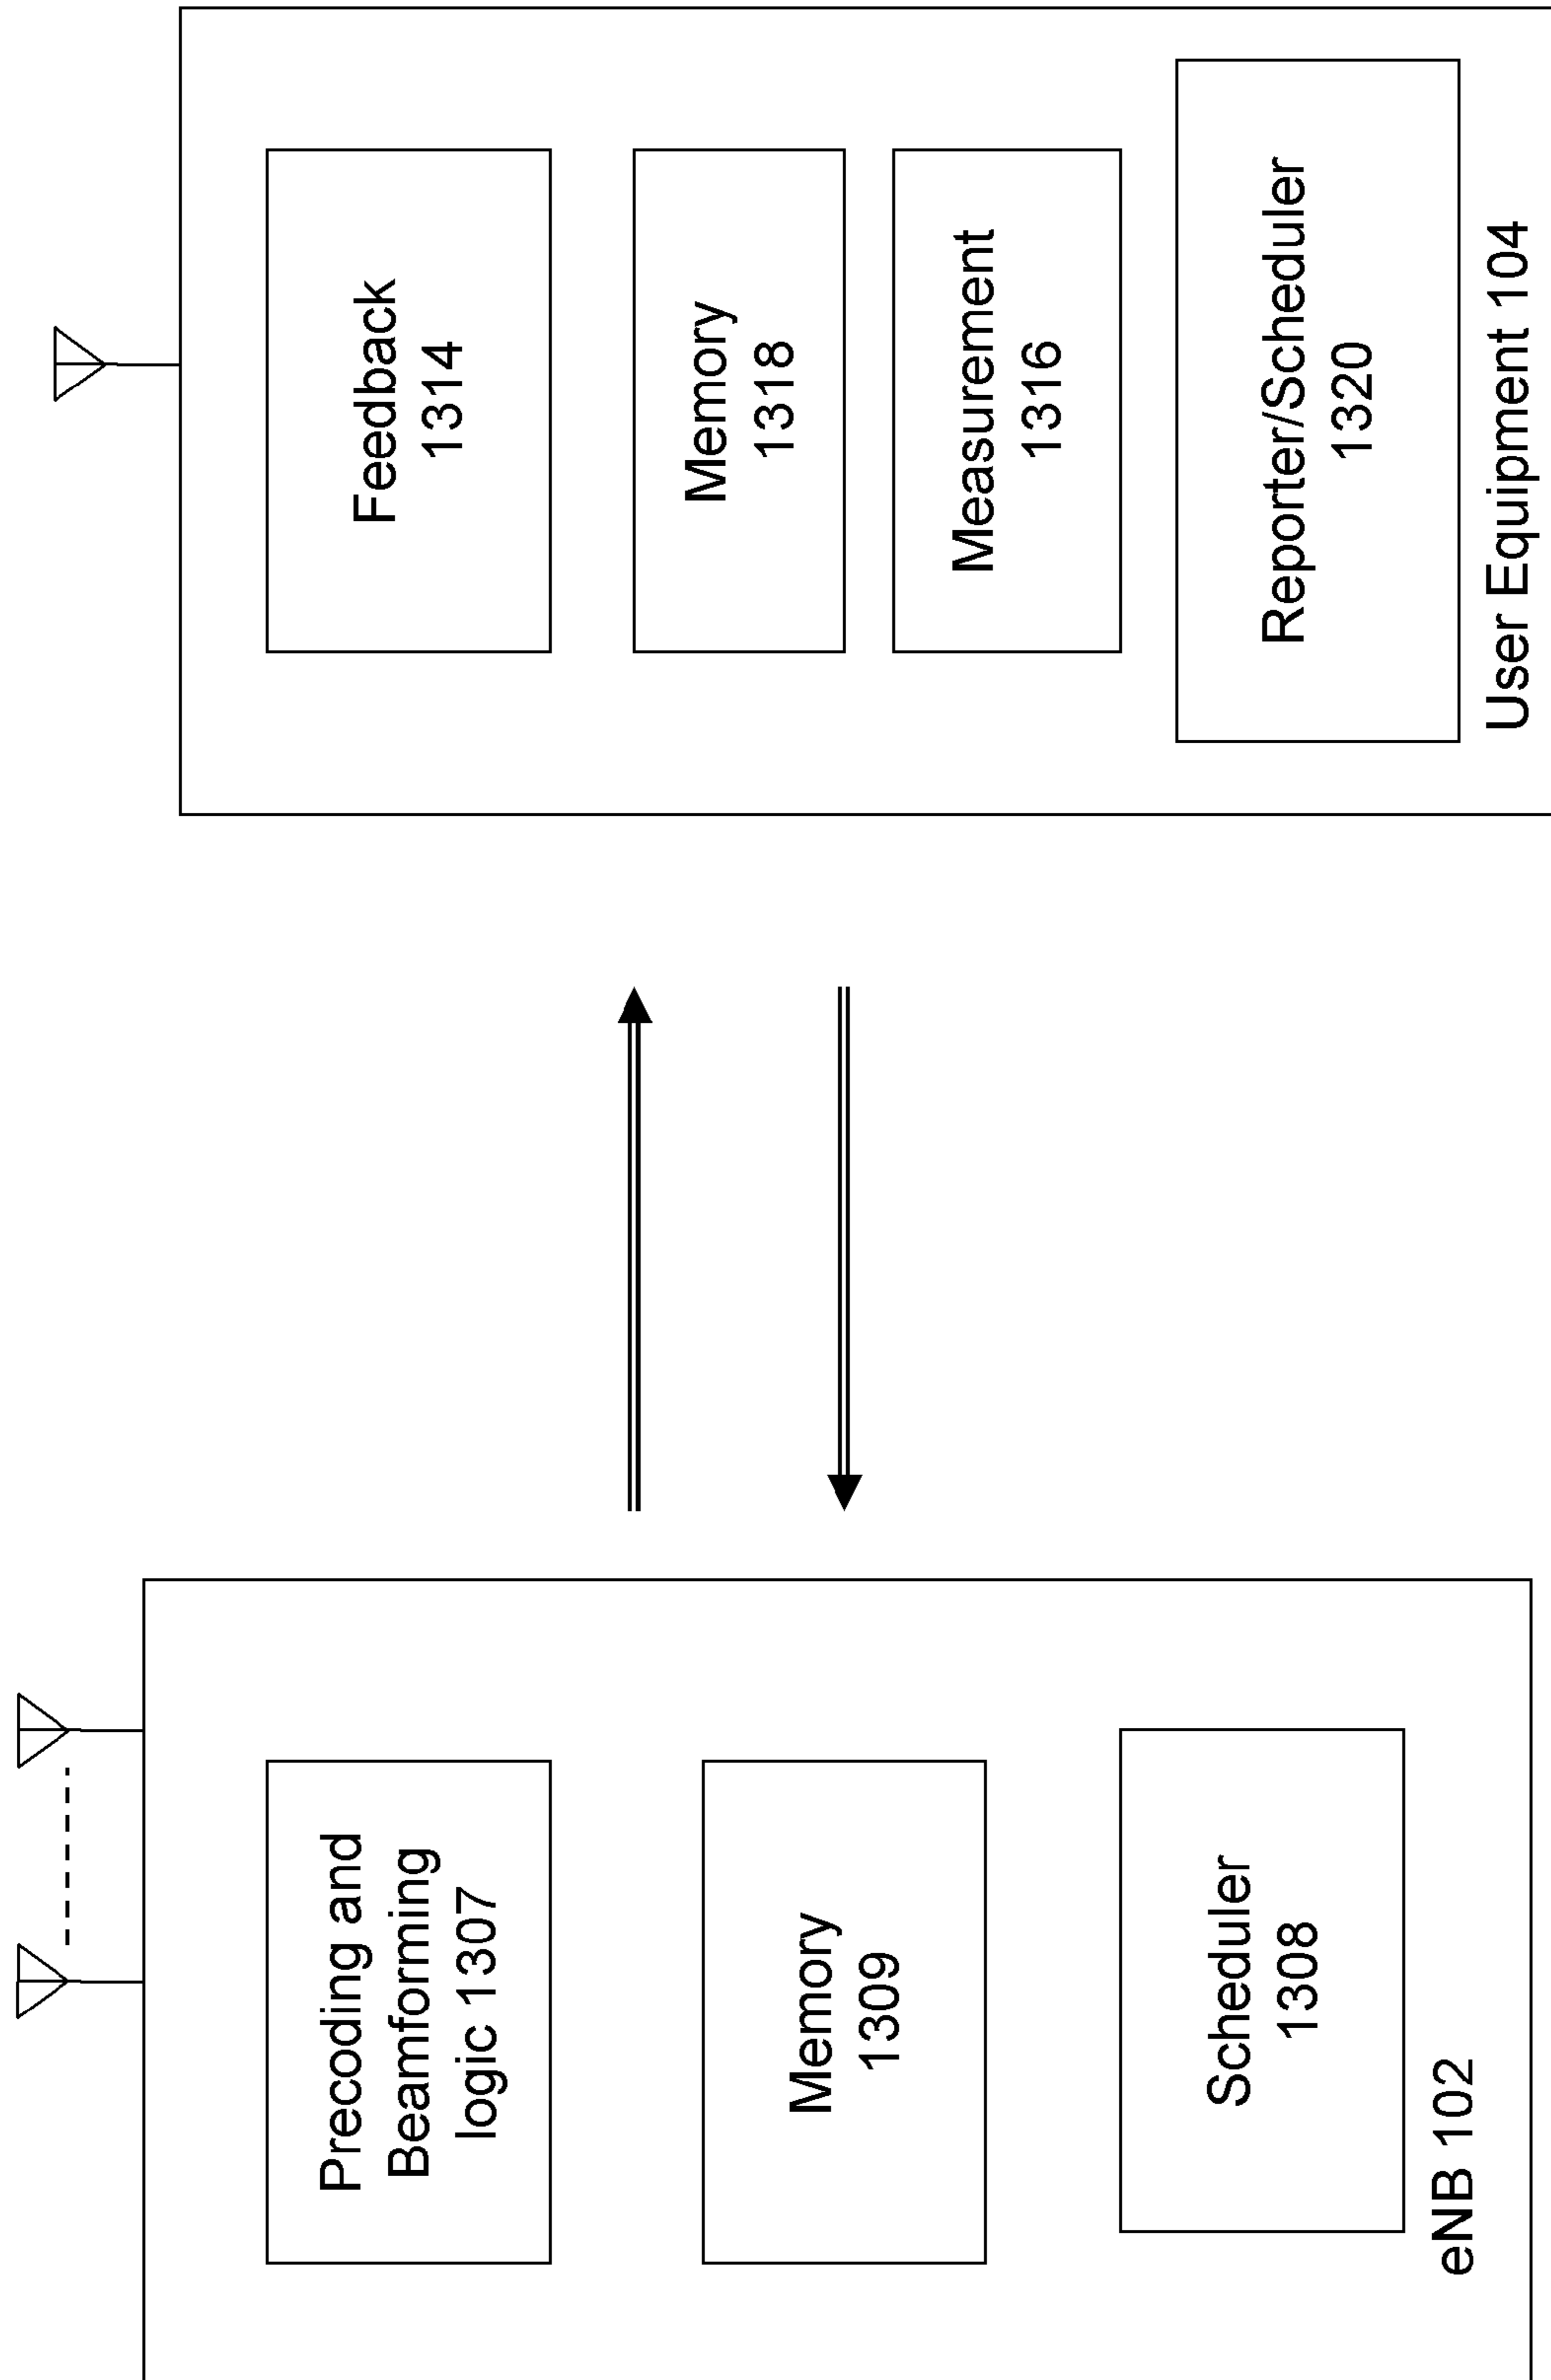 Precoding and
Beamforming
logic 1307
Memory
1309
Scheduler
1308
eNB 102
Feedback
1314
Memory
1318
Measurement
1316
Reporter/Scheduler
1320
User Equipment 104